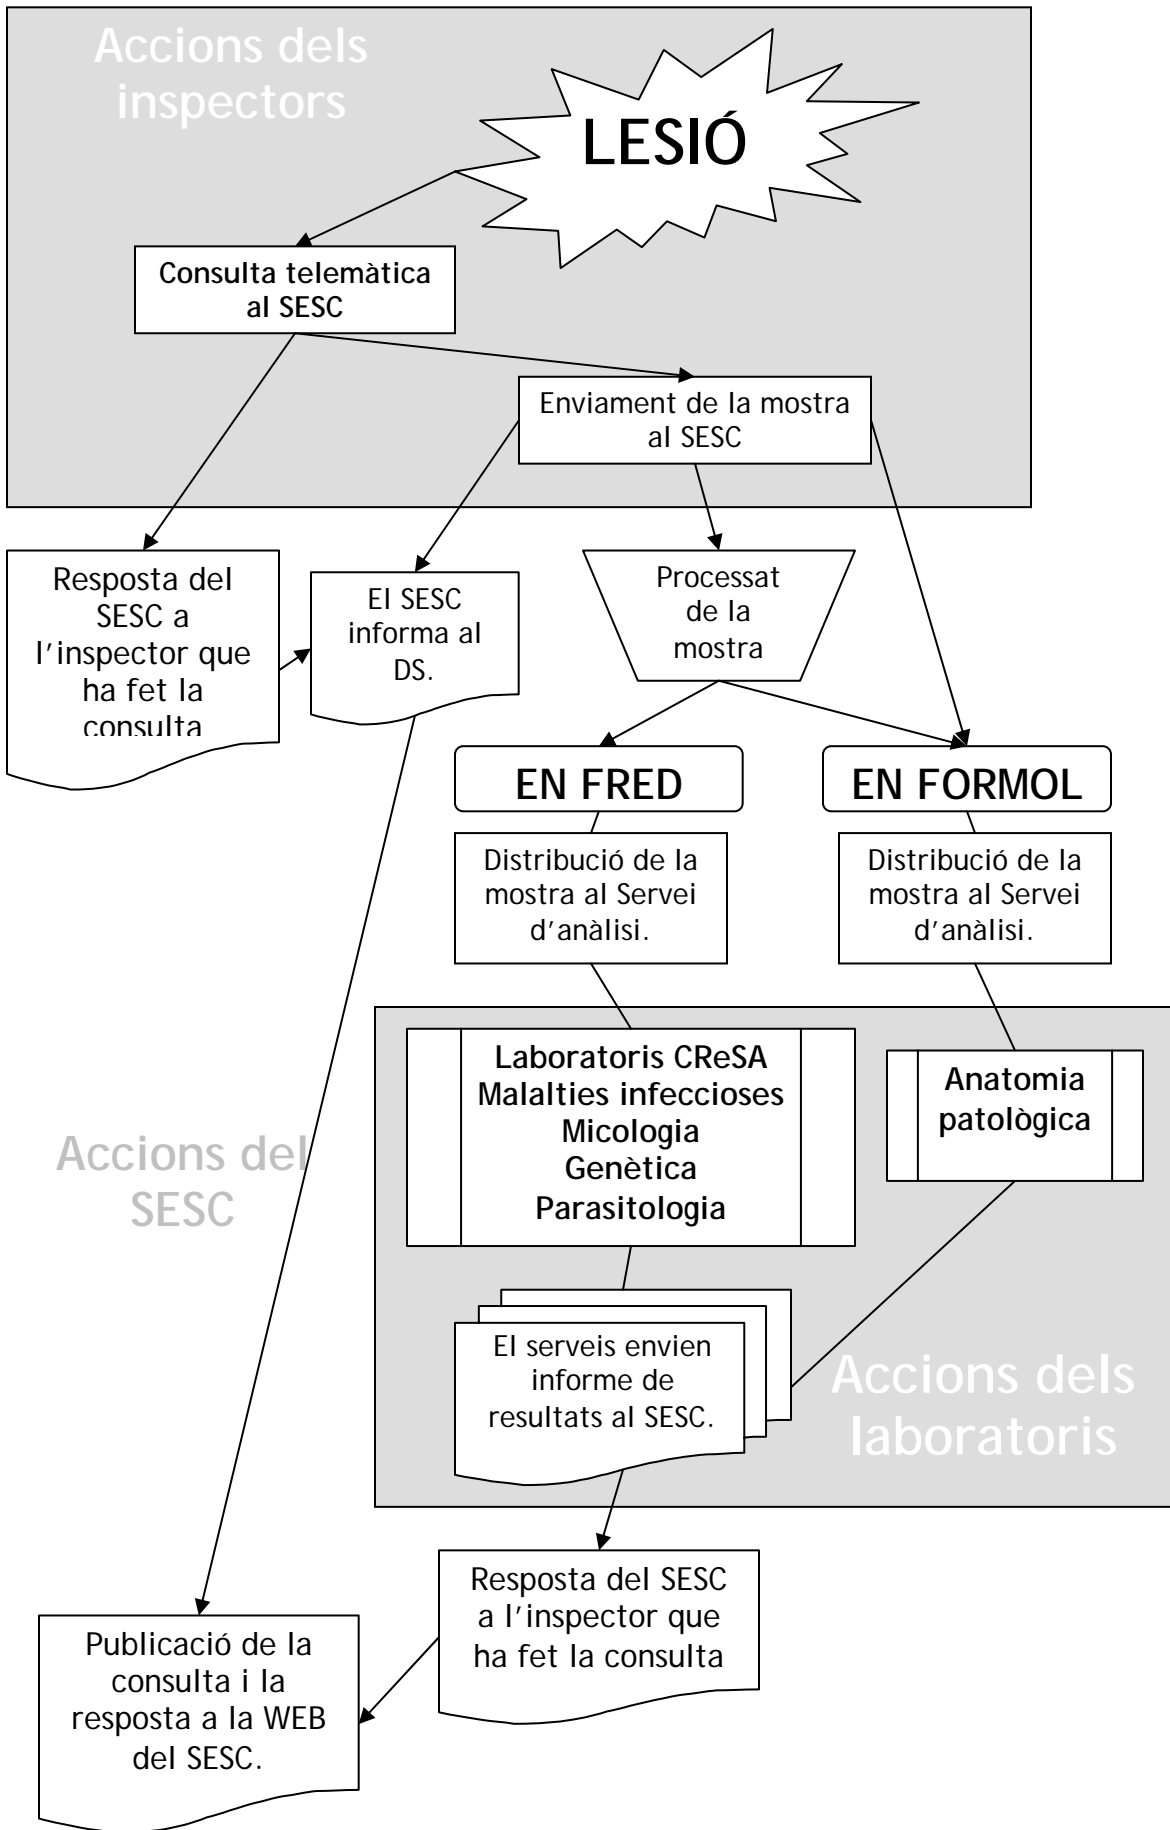 Accions dels
inspectors
LESIÓ
Consulta telemàtica
al SESC
Enviament de la mostra
al SESC
Resposta del
SESC a
l'inspector que
ha fet la
consulta
El SESC
informa al
DS.
Processat
de la
mostra
EN FRED
EN FORMOL
Distribució de la
mostra al Servei
d'anàlisi.
Distribució de la
mostra al Servei
d'anàlisi.
Laboratoris CReSA
Malalties infeccioses
Micologia
Genètica
Parasitologia
Anatomia
patològica
Accions del
SESC
El serveis envien
informe de
resultats al SESC.
Accions dels
laboratoris
Resposta del SESC
a l'inspector que
ha fet la consulta
Publicació de la
consulta i la
resposta a la WEB
del SESC.